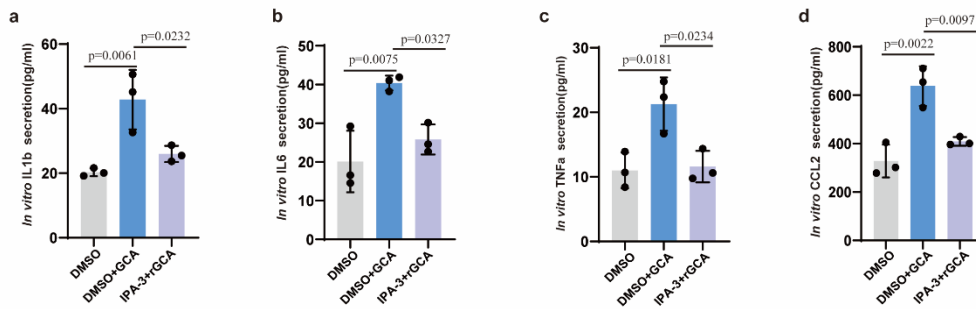 a
p=0.0232
p=0.0061
In vitro IL1b secretion(pg/ml)
60
40
20
0
DMSO
DMSO+GCA
IPA-3+rGCA
b
p=0.0327
p=0.0075
In vitro IL6 secretion(pg/ml)
50
40
30
20
10
0
DMSO
DMSO+GCA
IPA-3+rGCA
c
p=0.0234
p=0.0181
In vitro TNFa secretion(pg/ml)
30
20
10
0
DMSO
DMSO+GCA
IPA-3+rGCA
d
p=0.0097
p=0.0022
In vitro CCL2 secretion(pg/ml)
800
600
400
200
0
DMSO
DMSO+GCA
IPA-3+rGCA